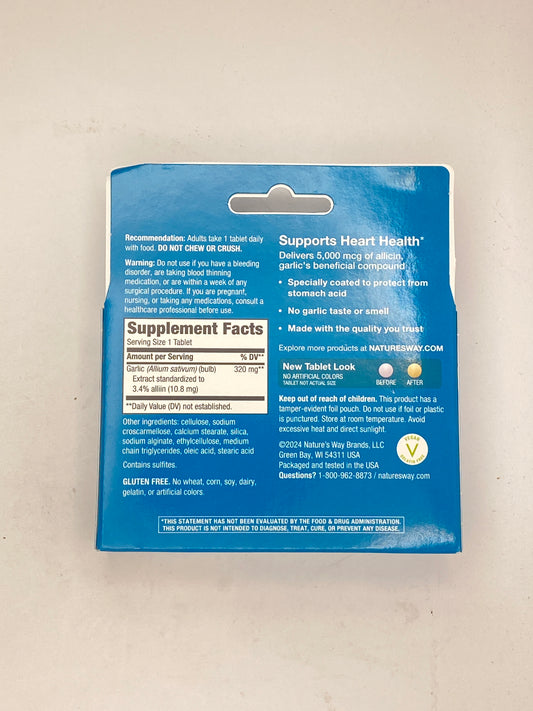 Recommendation: Adults take 1 tablet daily
with food. DO NOT CHEW OR CRUSH.
Warning: Do not use if you have a bleeding
disorder, are taking blood thinning
medication, or are within a week of any
surgical procedure. If you are pregnant,
nursing, or taking any medications, consult a
healthcare professional before use.
Supplement Facts
Serving Size 1 Tablet
Amount per Serving % DV**
Garlic (Allium sativum) (bulb) 320 mg**
Extract standardized to
3.4% alliin (10.8 mg)
**Daily Value (DV) not established.
Other ingredients: cellulose, sodium
croscarmellose, calcium stearate, silica,
sodium alginate, ethylcellulose, medium
chain triglycerides, oleic acid, stearic acid
Contains sulfites.
GLUTEN FREE. No wheat, corn, soy, dairy,
gelatin, or artificial colors.
Supports Heart Health*
Delivers 5,000 mcg of allicin,
garlic's beneficial compound
• Specially coated to protect from
stomach acid
• No garlic taste or smell
• Made with the quality you trust
Explore more products at NATURESWAY.COM
New Tablet Look
NO ARTIFICIAL COLORS
TABLET NOT ACTUAL SIZE
BEFORE AFTER
Keep out of reach of children. This product has a
tamper-evident foil pouch. Do not use if foil or plastic
is punctured. Store at room temperature. Avoid
excessive heat and direct sunlight.
©2024 Nature's Way Brands, LLC
Green Bay, WI 54311 USA
Packaged and tested in the USA
Questions? 1-800-962-8873 / naturesway.com
VEGAN
V
*THIS STATEMENT HAS NOT BEEN EVALUATED BY THE FOOD & DRUG ADMINISTRATION.
THIS PRODUCT IS NOT INTENDED TO DIAGNOSE, TREAT, CURE, OR PREVENT ANY DISEASE.